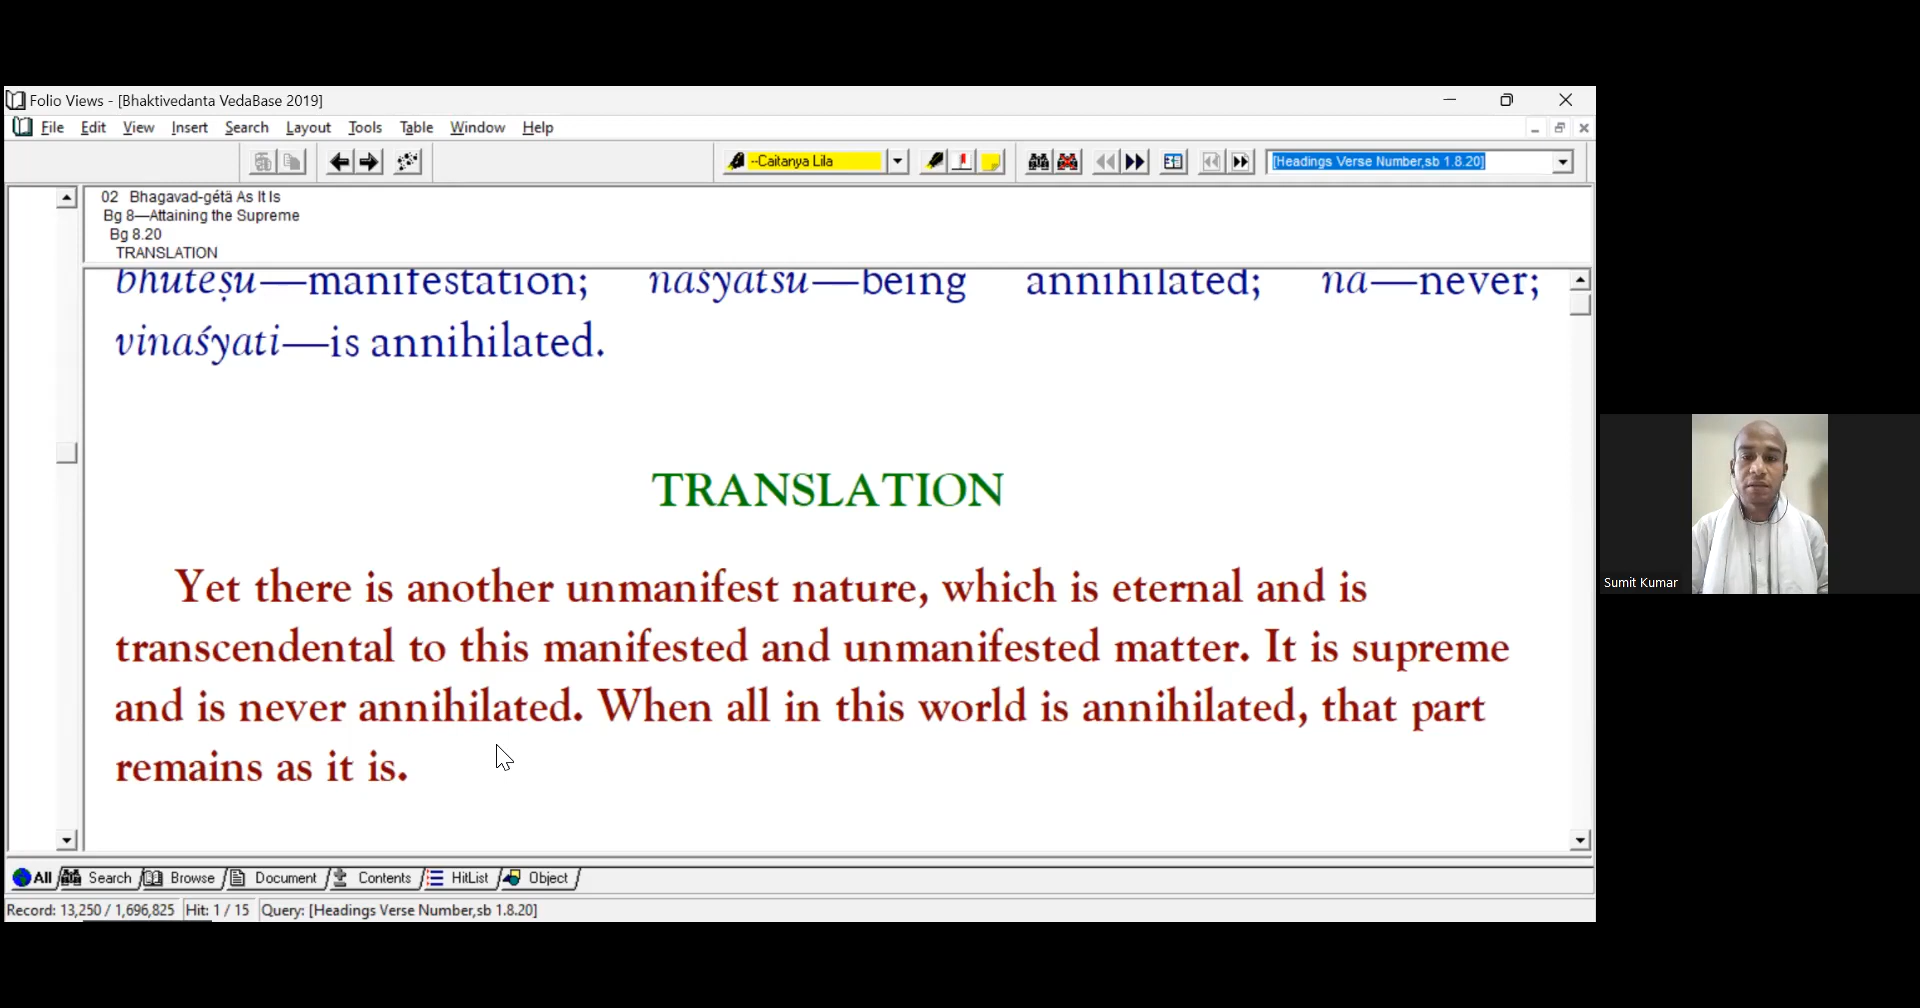 Folio Views - [Bhaktivedanta VedaBase 2019]
File Edit View Insert Search Layout Tools Table Window Help
--Caitanya Lila
[Headings Verse Number,sb 1.8.20]
02 Bhagavad-gétä As It Is
Bg 8—Attaining the Supreme
Bg 8.20
TRANSLATION
bhūteṣu—manifestation; naśyatsu—being annihilated; na—never;
vinaśyati—is annihilated.
TRANSLATION
Yet there is another unmanifest nature, which is eternal and is
transcendental to this manifested and unmanifested matter. It is supreme
and is never annihilated. When all in this world is annihilated, that part
remains as it is.
Sumit Kumar
All Search Browse Document Contents HitList Object
Record: 13,250 / 1,696,825 Hit: 1 / 15 Query: [Headings Verse Number,sb 1.8.20]